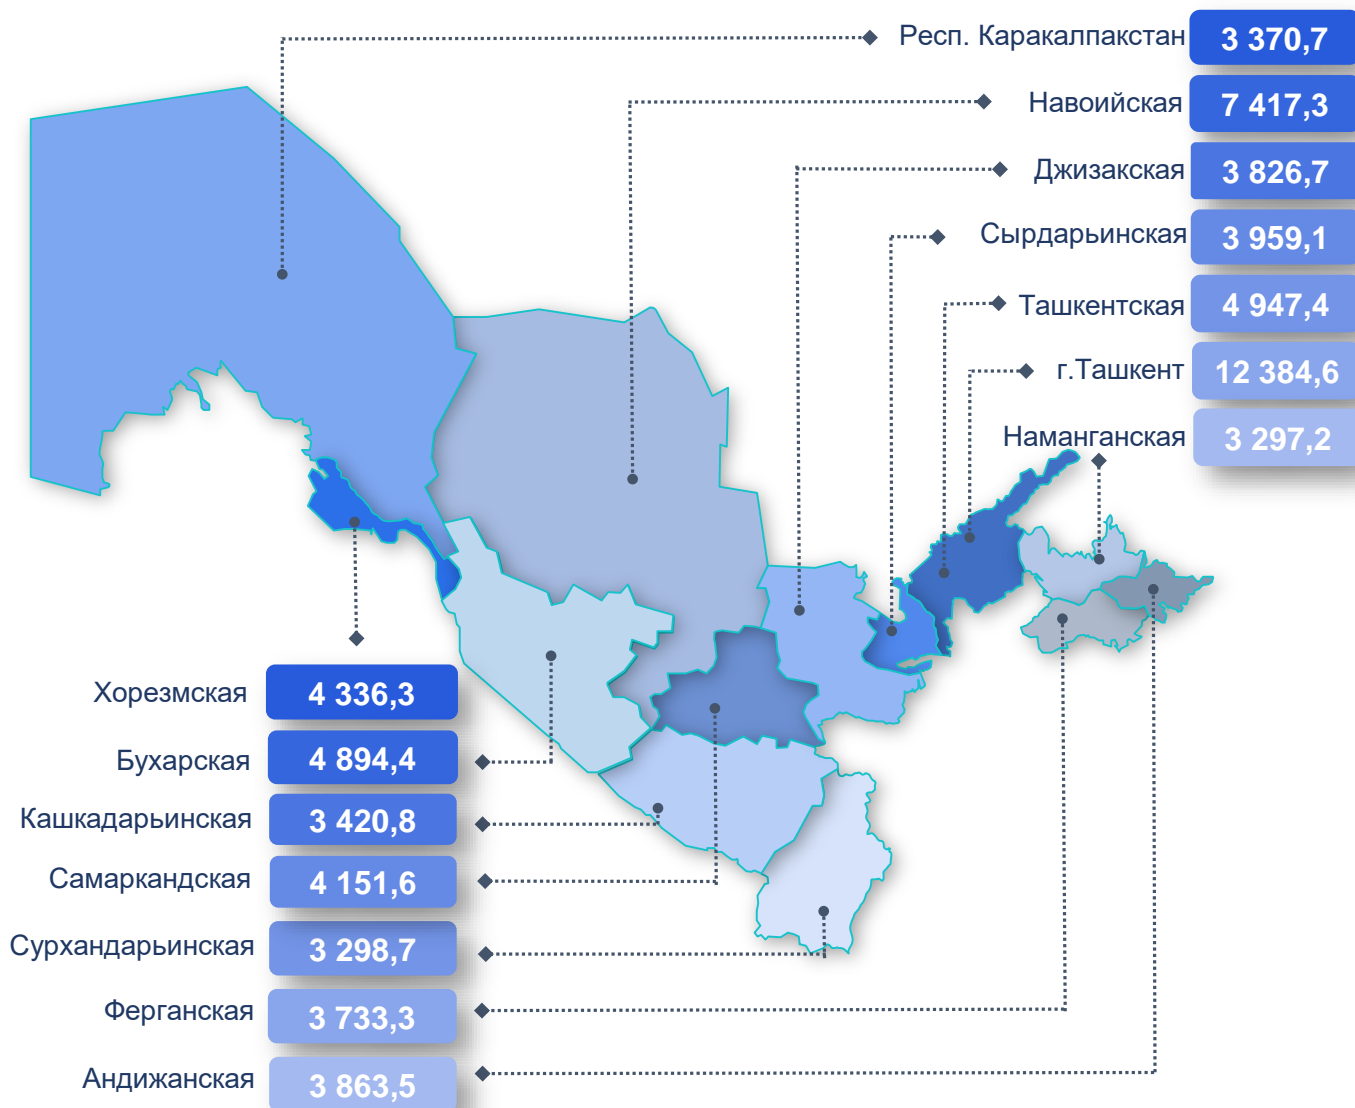 Респ. Каракалпакстан 3 370,7
Навоийская 7 417,3
Джизакская 3 826,7
Сырдарьинская 3 959,1
Ташкентская 4 947,4
г.Ташкент 12 384,6
Наманганская 3 297,2
Хорезмская 4 336,3
Бухарская 4 894,4
Кашкадарьинская 3 420,8
Самаркандская 4 151,6
Сурхандарьинская 3 298,7
Ферганская 3 733,3
Андижанская 3 863,5